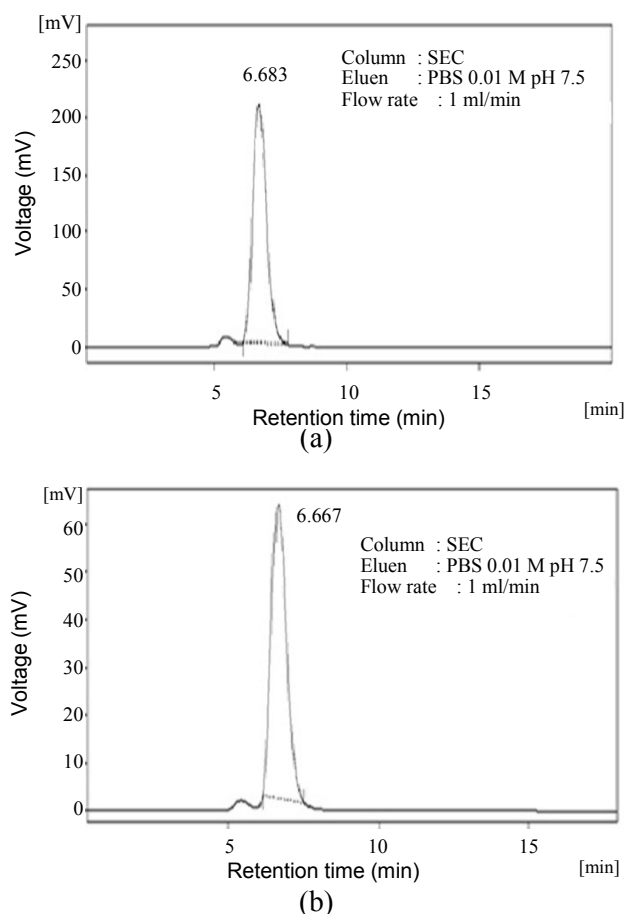 [mV]
250
200
150
100
50
0
Voltage (mV)
6.683
Column : SEC
Eluen : PBS 0.01 M pH 7.5
Flow rate : 1 ml/min
5 10 15
Retention time (min)
[min]
(a)
[mV]
60
50
40
30
20
10
0
Voltage (mV)
6.667
Column : SEC
Eluen : PBS 0.01 M pH 7.5
Flow rate : 1 ml/min
5 10 15
Retention time (min)
[min]
(b)